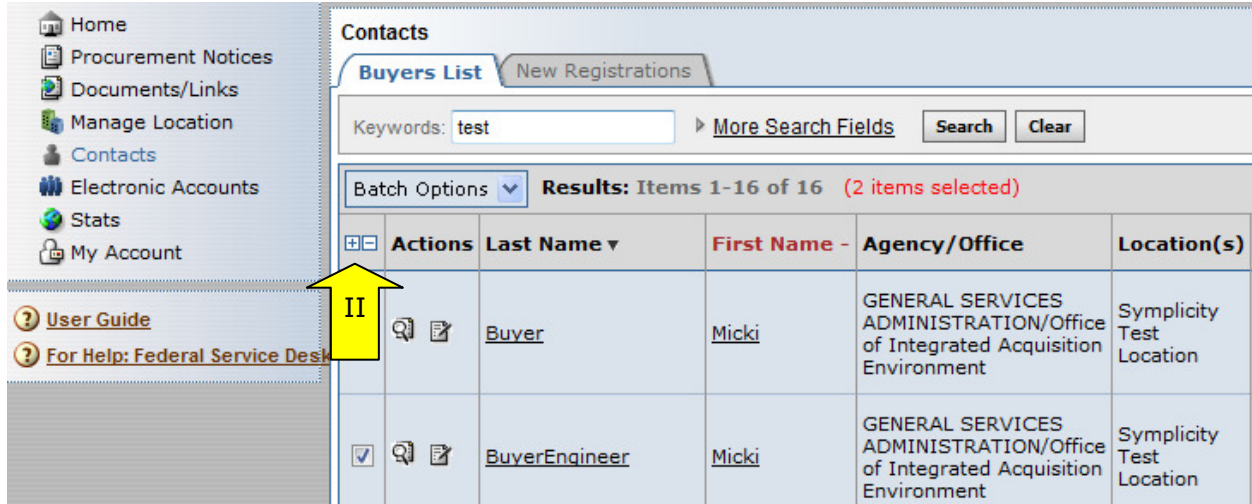 Home
Procurement Notices
Documents/Links
Manage Location
Contacts
Electronic Accounts
Stats
My Account
User Guide
For Help: Federal Service Desk
Contacts
Buyers List New Registrations
Keywords: test More Search Fields Search Clear
Batch Options Results: Items 1-16 of 16 (2 items selected)
Actions Last Name ▾ First Name - Agency/Office Location(s)
II
Buyer Micki
GENERAL SERVICES
ADMINISTRATION/Office
of Integrated Acquisition
Environment
Symplicity
Test
Location
BuyerEngineer Micki
GENERAL SERVICES
ADMINISTRATION/Office
of Integrated Acquisition
Environment
Symplicity
Test
Location